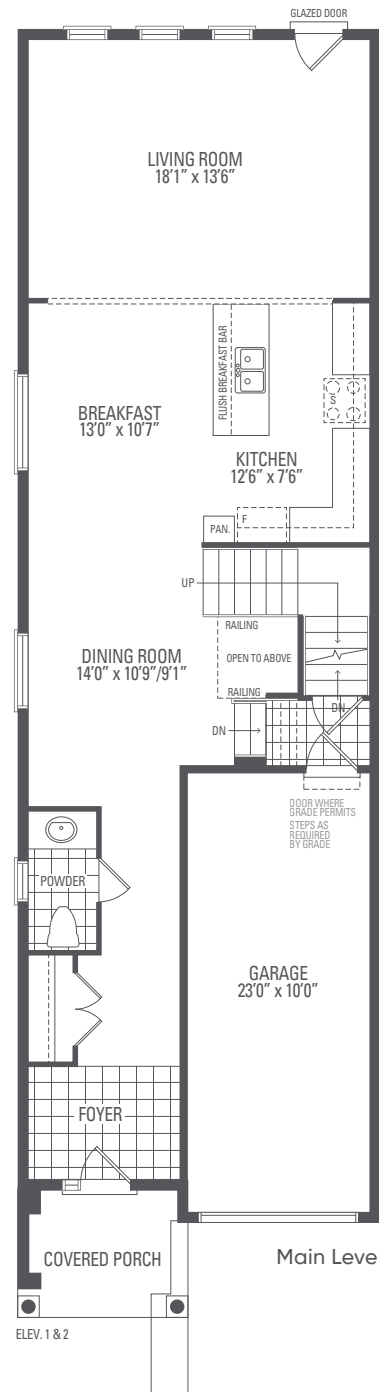 GLAZED DOOR
LIVING ROOM
18'1" x 13'6"
FLUSH BREAKFAST BAR
S
BREAKFAST
13'0" x 10'7"
KITCHEN
12'6" x 7'6"
F
PAN.
UP
RAILING
DINING ROOM
14'0" x 10'9"/9'1"
OPEN TO ABOVE
RAILING
DN
DN
DOOR WHERE
GRADE PERMITS
STEPS AS
REQUIRED
BY GRADE
POWDER
GARAGE
23'0" x 10'0"
FOYER
COVERED PORCH
Main Leve
ELEV. 1 & 2